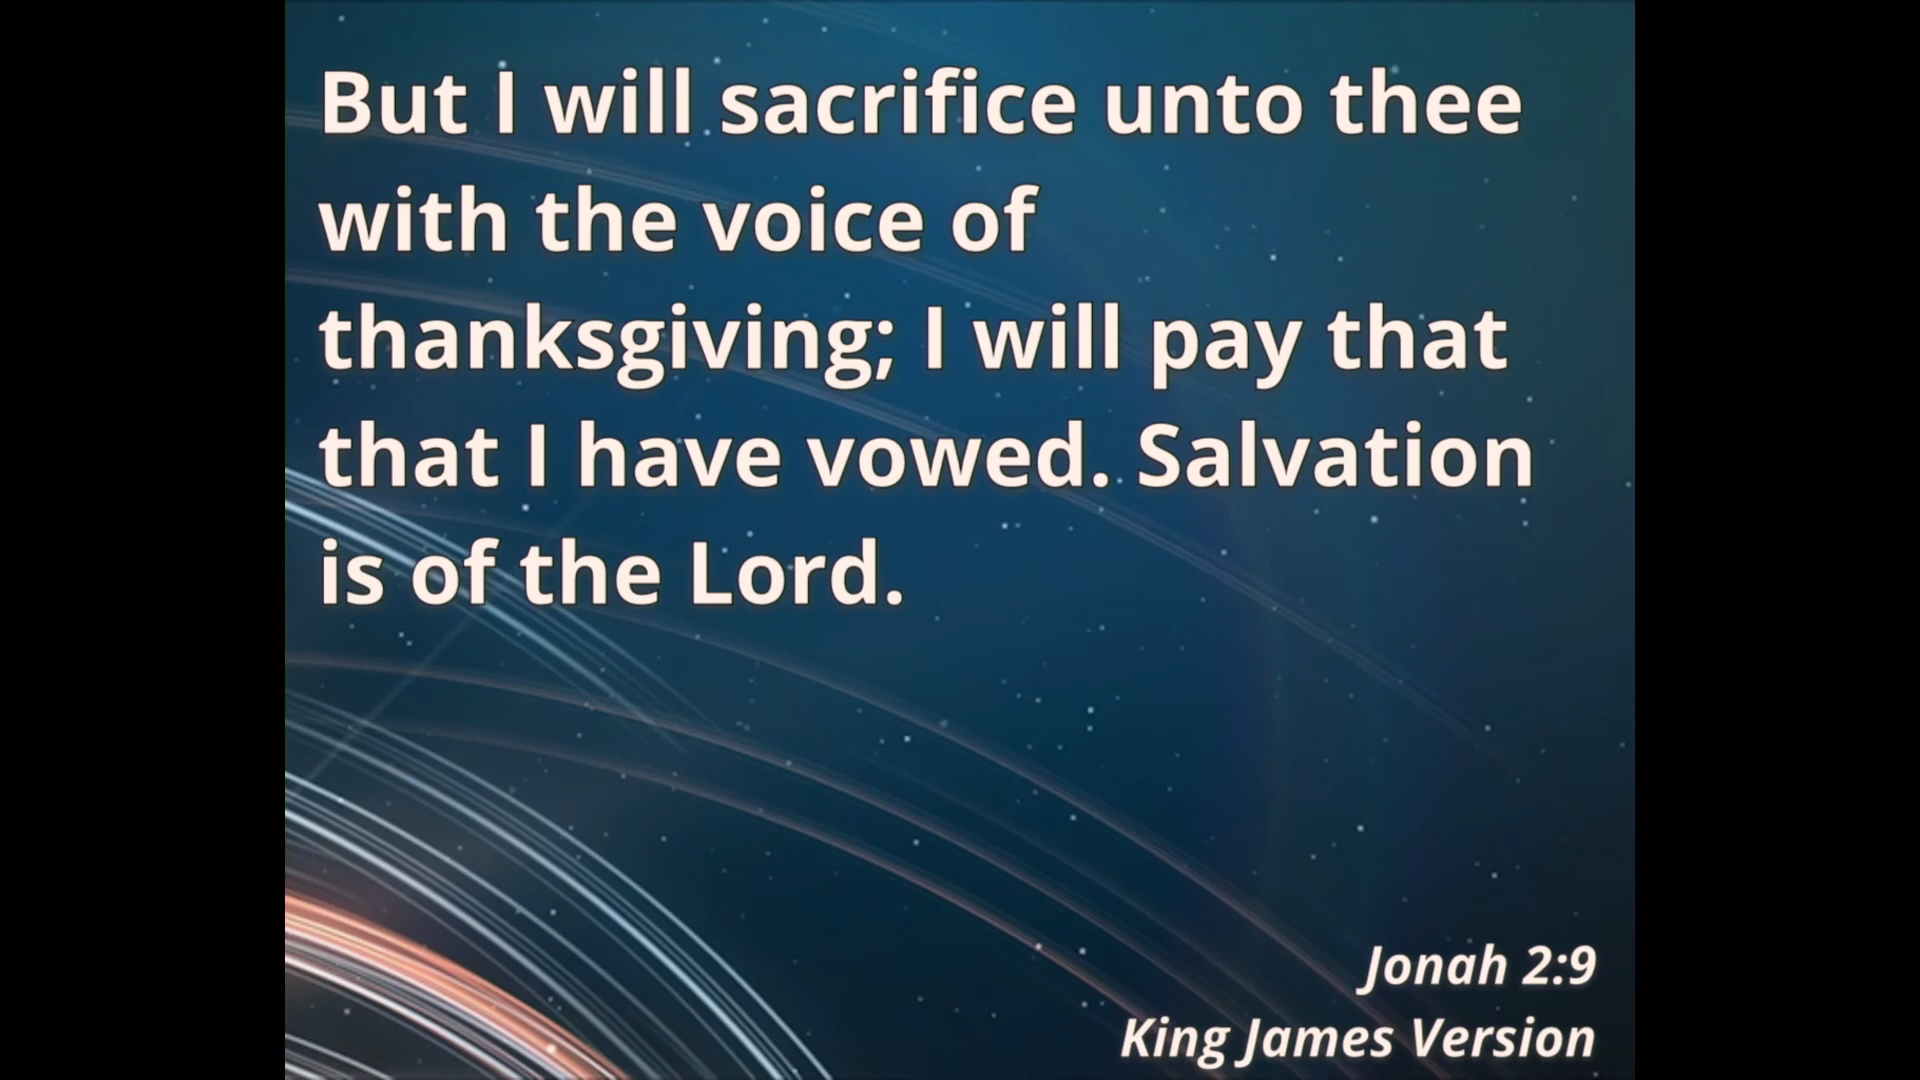 But I will sacrifice unto thee
with the voice of
thanksgiving; I will pay that
that I have vowed. Salvation
is of the Lord.
Jonah 2:9
King James Version